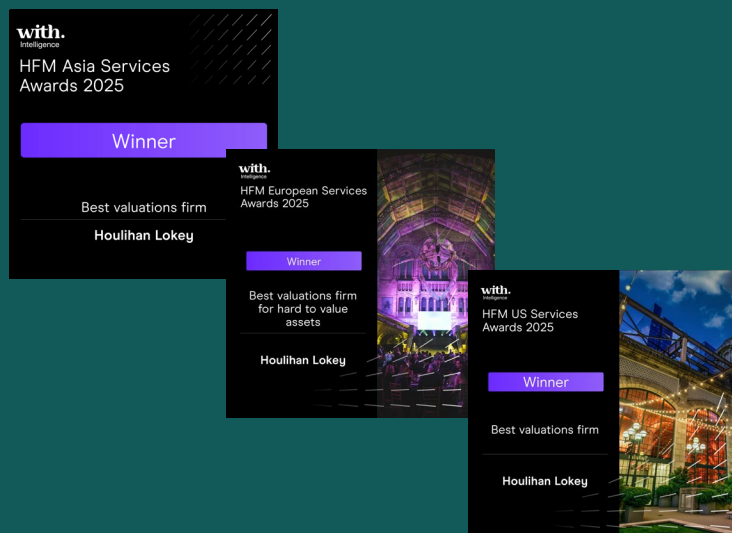 with.
Intelligence
HFM Asia Services
Awards 2025
Winner
Best valuations firm
Houlihan Lokey
with.
Intelligence
HFM European Services
Awards 2025
Winner
Best valuations firm
for hard to value
assets
Houlihan Lokey
with.
Intelligence
HFM US Services
Awards 2025
Winner
Best valuations firm
Houlihan Lokey